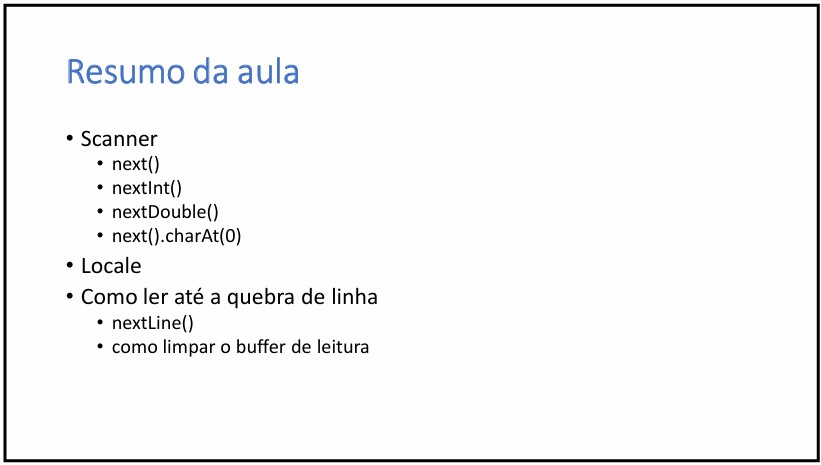 Resumo da aula
• Scanner
• next()
• nextInt()
• nextDouble()
• next().charAt(0)
• Locale
• Como ler até a quebra de linha
• nextLine()
• como limpar o buffer de leitura